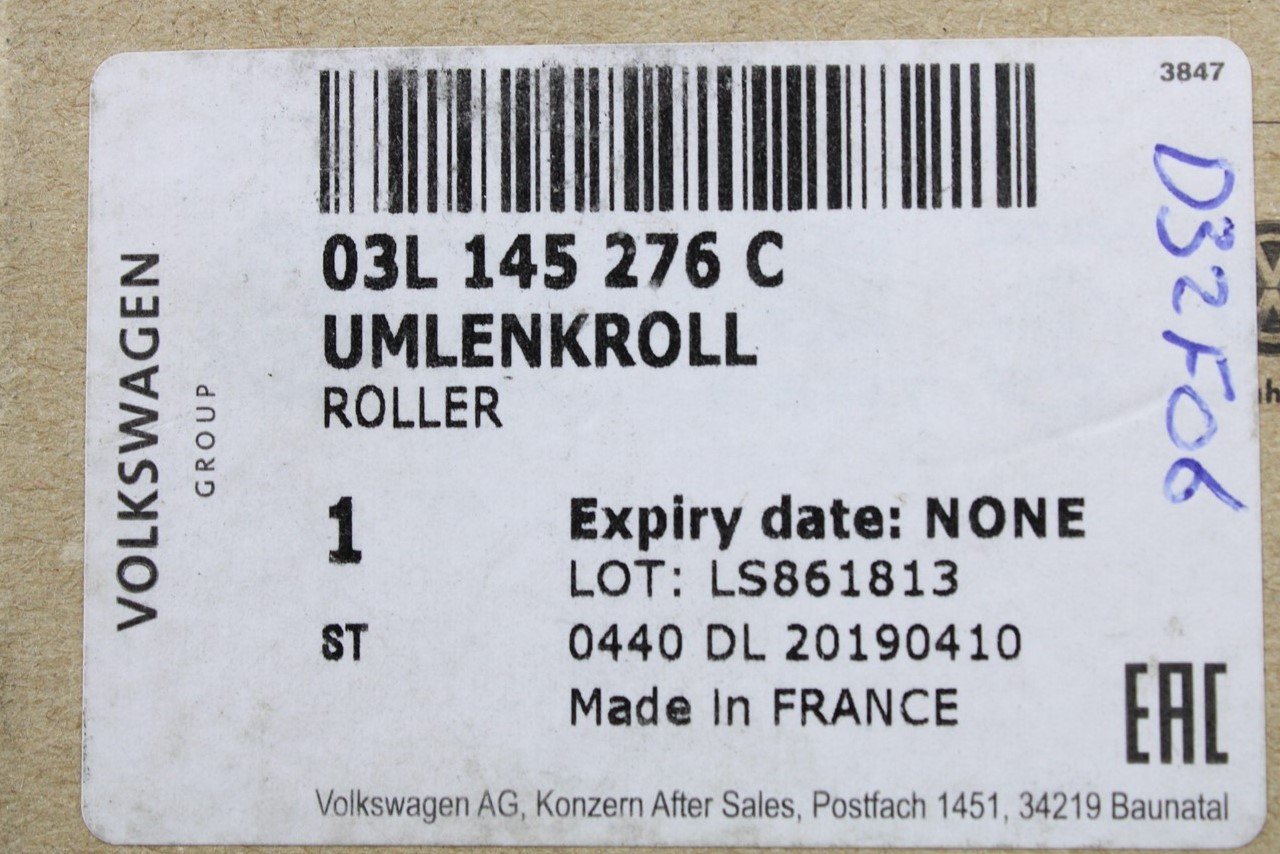 3847
03L 145 276 C
UMLENKROLL
ROLLER
VOLKSWAGEN
GROUP
1
Expiry date: NONE
LOT: LS861813
ST
0440 DL 20190410
Made in FRANCE
EAC
Volkswagen AG, Konzern After Sales, Postfach 1451, 34219 Baunatal
D32F06